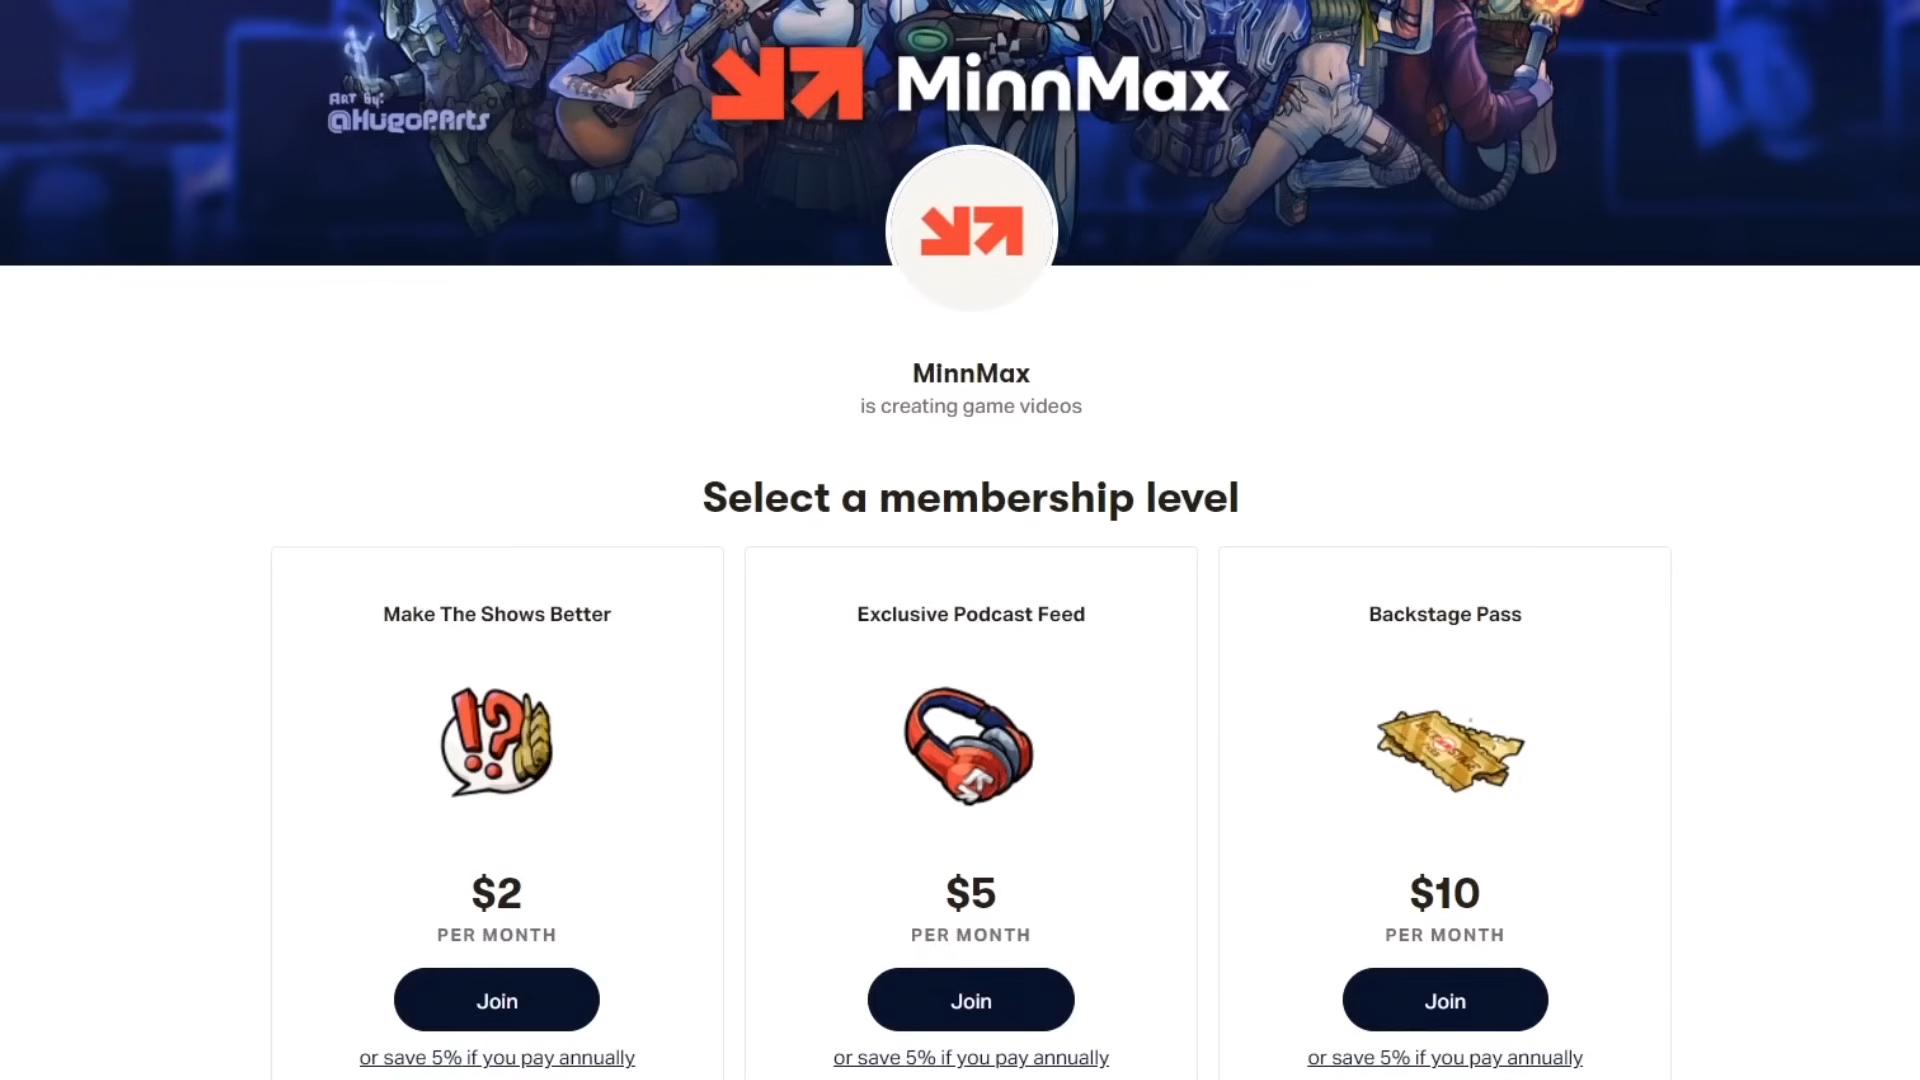 MinnMax
ART By:
@HugoPArts
MinnMax
is creating game videos
Select a membership level
Make The Shows Better
Exclusive Podcast Feed
Backstage Pass
!?
$2
PER MONTH
Join
or save 5% if you pay annually
$5
PER MONTH
Join
or save 5% if you pay annually
$10
PER MONTH
Join
or save 5% if you pay annually